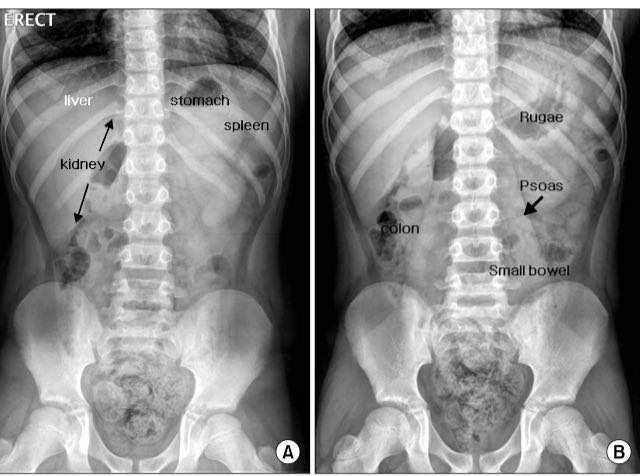 ERECT
liver
stomach
spleen
kidney
A
Rugae
Psoas
colon
Small bowel
B